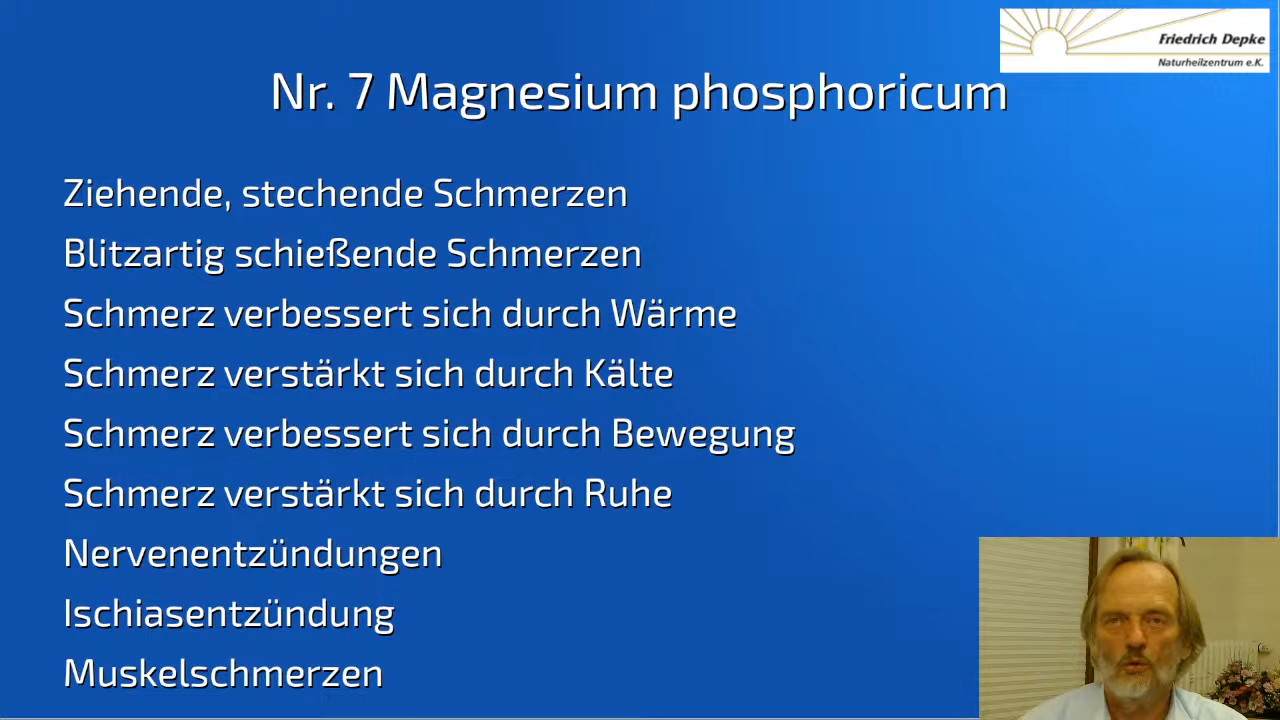 Friedrich Depke
Naturheilzentrum e.K.
Nr. 7 Magnesium phosphoricum
Ziehende, stechende Schmerzen
Blitzartig schießende Schmerzen
Schmerz verbessert sich durch Wärme
Schmerz verstärkt sich durch Kälte
Schmerz verbessert sich durch Bewegung
Schmerz verstärkt sich durch Ruhe
Nervenentzündungen
Ischiasentzündung
Muskelschmerzen